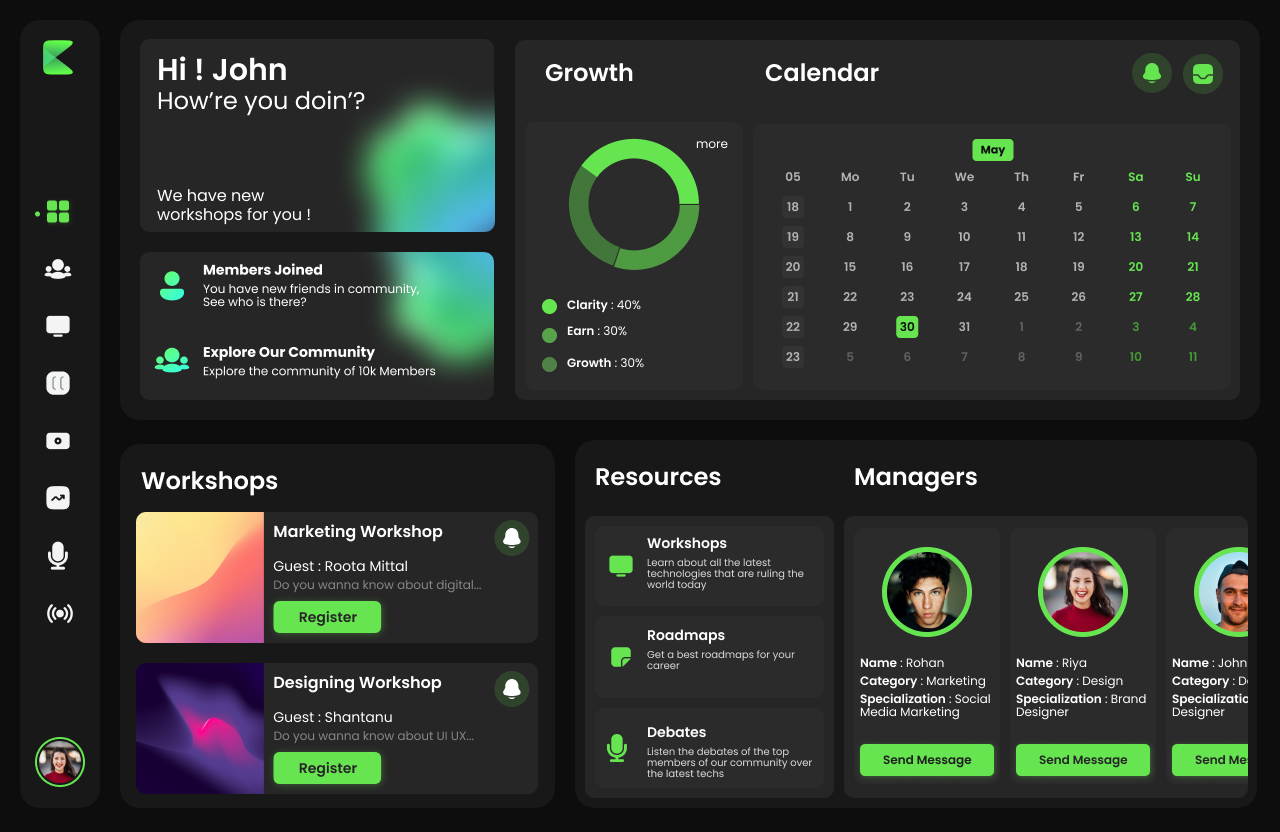 Hi ! John
How’re you doin’?
We have new
workshops for you !
Members Joined
You have new friends in community,
See who is there?
Explore Our Community
Explore the community of 10k Members
Growth
more
Clarity : 40%
Earn : 30%
Growth : 30%
Calendar
May
05 Mo Tu We Th Fr Sa Su
18 1 2 3 4 5 6 7
19 8 9 10 11 12 13 14
20 15 16 17 18 19 20 21
21 22 23 24 25 26 27 28
22 29 30 31 1 2 3 4
23 5 6 7 8 9 10 11
Workshops
Marketing Workshop
Guest : Roota Mittal
Do you wanna know about digital...
Register
Designing Workshop
Guest : Shantanu
Do you wanna know about UI UX...
Register
Resources
Workshops
Learn about all the latest
technologies that are ruling the
world today
Roadmaps
Get a best roadmaps for your
career
Debates
Listen the debates of the top
members of our community over
the latest techs
Managers
Name : Rohan
Category : Marketing
Specialization : Social
Media Marketing
Send Message
Name : Riya
Category : Design
Specialization : Brand
Designer
Send Message
Name : John
Category :
Designer